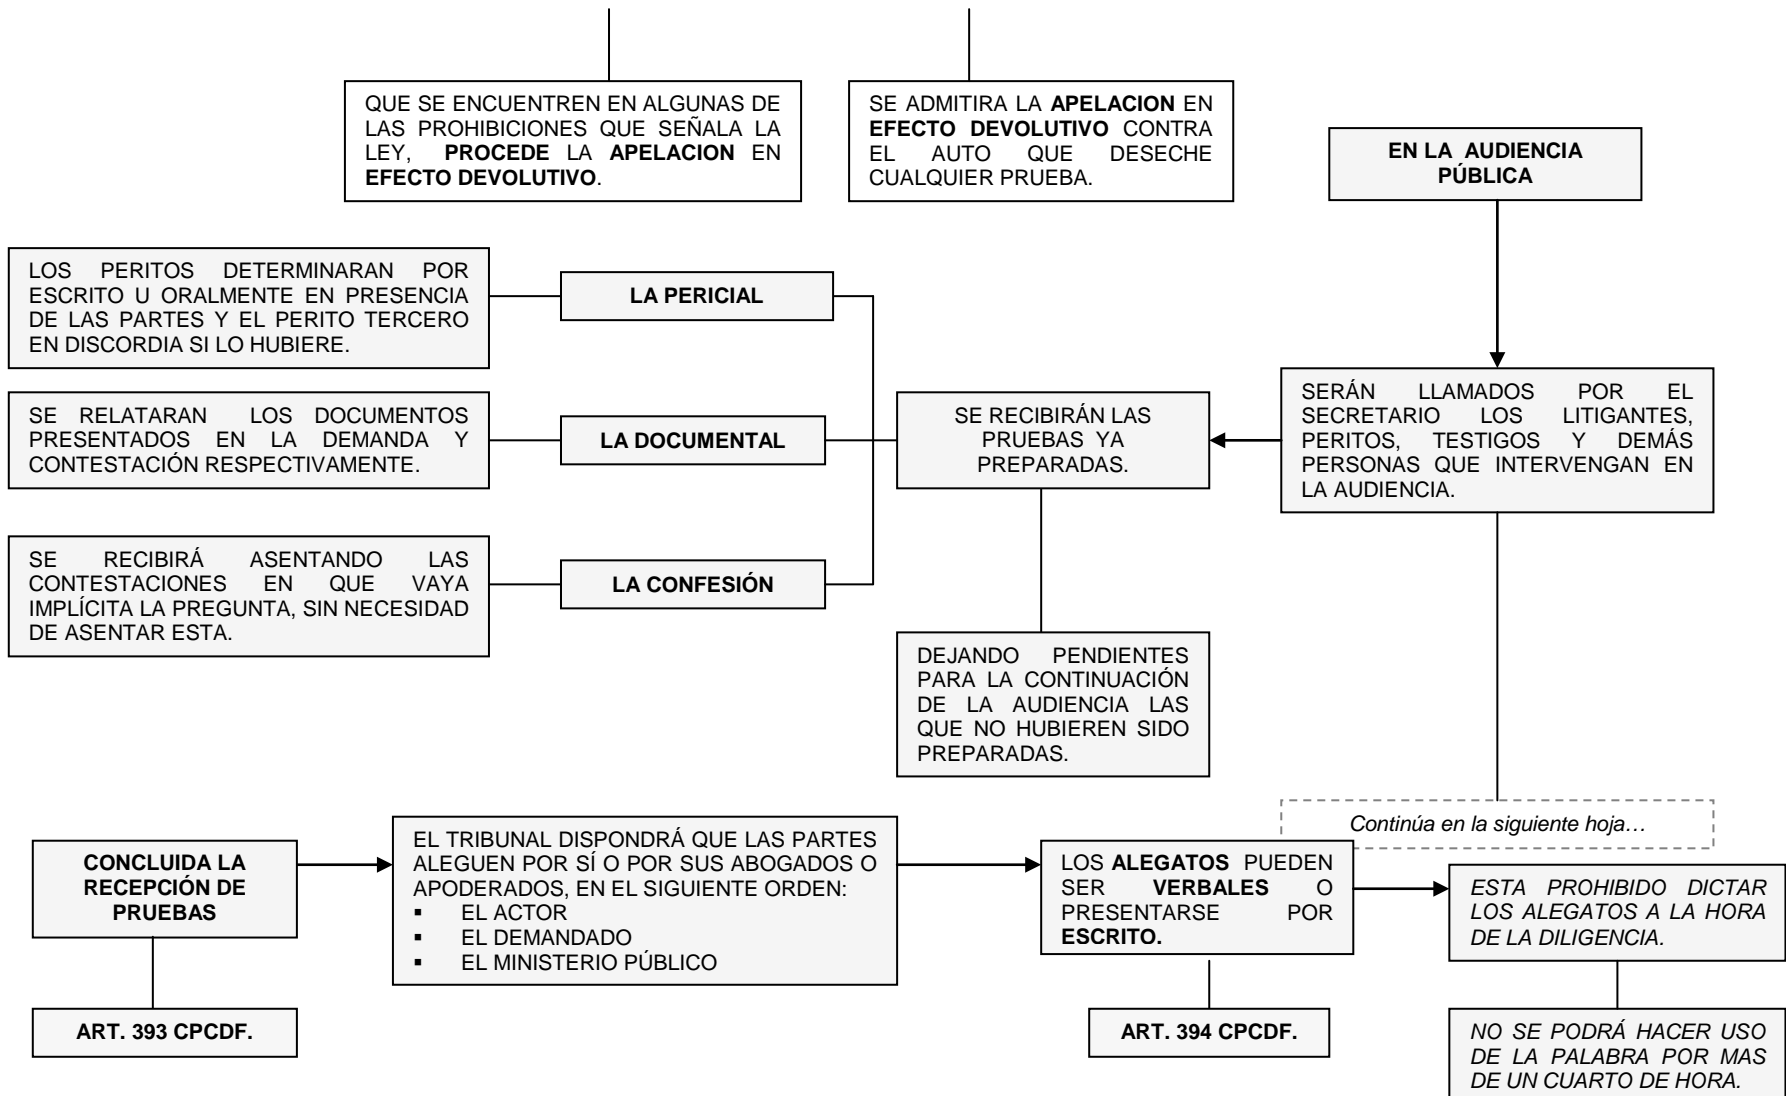 QUE SE ENCUENTREN EN ALGUNAS DE
LAS PROHIBICIONES QUE SEÑALA LA
LEY, PROCEDE LA APELACION EN
EFECTO DEVOLUTIVO.
SE ADMITIRA LA APELACION EN
EFECTO DEVOLUTIVO CONTRA
EL AUTO QUE DESECHE
CUALQUIER PRUEBA.
EN LA AUDIENCIA
PÚBLICA
LOS PERITOS DETERMINARAN POR
ESCRITO U ORALMENTE EN PRESENCIA
DE LAS PARTES Y EL PERITO TERCERO
EN DISCORDIA SI LO HUBIERE.
LA PERICIAL
SE RELATARAN LOS DOCUMENTOS
PRESENTADOS EN LA DEMANDA Y
CONTESTACIÓN RESPECTIVAMENTE.
LA DOCUMENTAL
SE RECIBIRÁN LAS
PRUEBAS YA
PREPARADAS.
SERÁN LLAMADOS POR EL
SECRETARIO LOS LITIGANTES,
PERITOS, TESTIGOS Y DEMÁS
PERSONAS QUE INTERVENGAN EN
LA AUDIENCIA.
SE RECIBIRÁ ASENTANDO LAS
CONTESTACIONES EN QUE VAYA
IMPLÍCITA LA PREGUNTA, SIN NECESIDAD
DE ASENTAR ESTA.
LA CONFESIÓN
DEJANDO PENDIENTES
PARA LA CONTINUACIÓN
DE LA AUDIENCIA LAS
QUE NO HUBIEREN SIDO
PREPARADAS.
Continúa en la siguiente hoja…
CONCLUIDA LA
RECEPCIÓN DE
PRUEBAS
EL TRIBUNAL DISPONDRÁ QUE LAS PARTES
ALEGUEN POR SÍ O POR SUS ABOGADOS O
APODERADOS, EN EL SIGUIENTE ORDEN:
▪ EL ACTOR
▪ EL DEMANDADO
▪ EL MINISTERIO PÚBLICO
LOS ALEGATOS PUEDEN
SER VERBALES O
PRESENTARSE POR
ESCRITO.
ESTA PROHIBIDO DICTAR
LOS ALEGATOS A LA HORA
DE LA DILIGENCIA.
ART. 393 CPCDF.
ART. 394 CPCDF.
NO SE PODRÁ HACER USO
DE LA PALABRA POR MAS
DE UN CUARTO DE HORA.